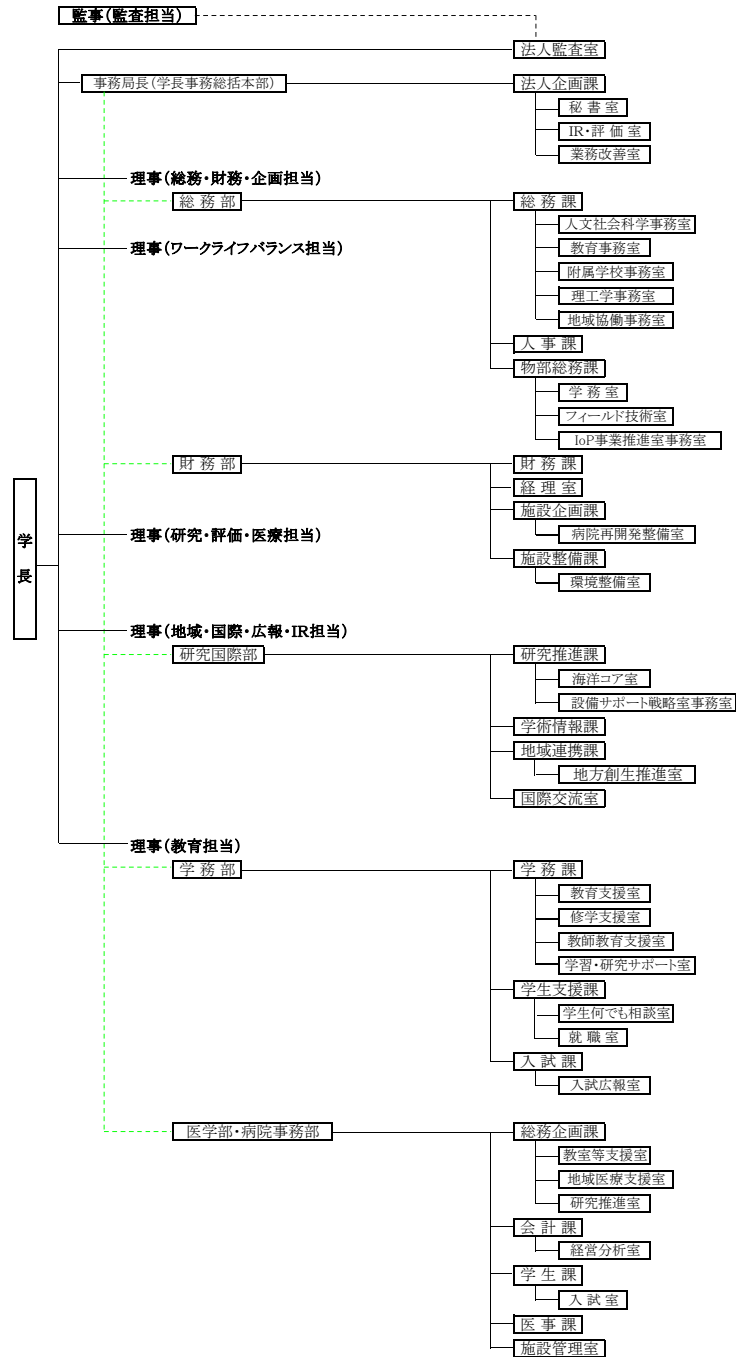 監事（監査担当）
法人監査室
事務局長（学長事務総括本部）
法人企画課
秘 書 室
IR・評 価 室
業務改善室
理事（総務・財務・企画担当）
総 務 部
総 務 課
人文社会科学事務室
教育事務室
理事（ワークライフバランス担当）
附属学校事務室
理工学事務室
地域協働事務室
人 事 課
物部総務課
学 務 室
フィールド技術室
IoP事業推進室事務室
財 務 部
財 務 課
経 理 室
施設企画課
病院再開発整備室
施設整備課
環境整備室
学
長
理事（研究・評価・医療担当）
理事（地域・国際・広報・IR担当）
研究国際部
研究推進課
海洋コア室
設備サポート戦略室事務室
学術情報課
地域連携課
地方創生推進室
国際交流室
理事（教育担当）
学 務 部
学 務 課
教育支援室
修学支援室
教師教育支援室
学習・研究サポート室
学生支援課
学生何でも相談室
就 職 室
入 試 課
入試広報室
医学部・病院事務部
総務企画課
教室等支援室
地域医療支援室
研究推進室
会 計 課
経営分析室
学 生 課
入 試 室
医 事 課
施設管理室